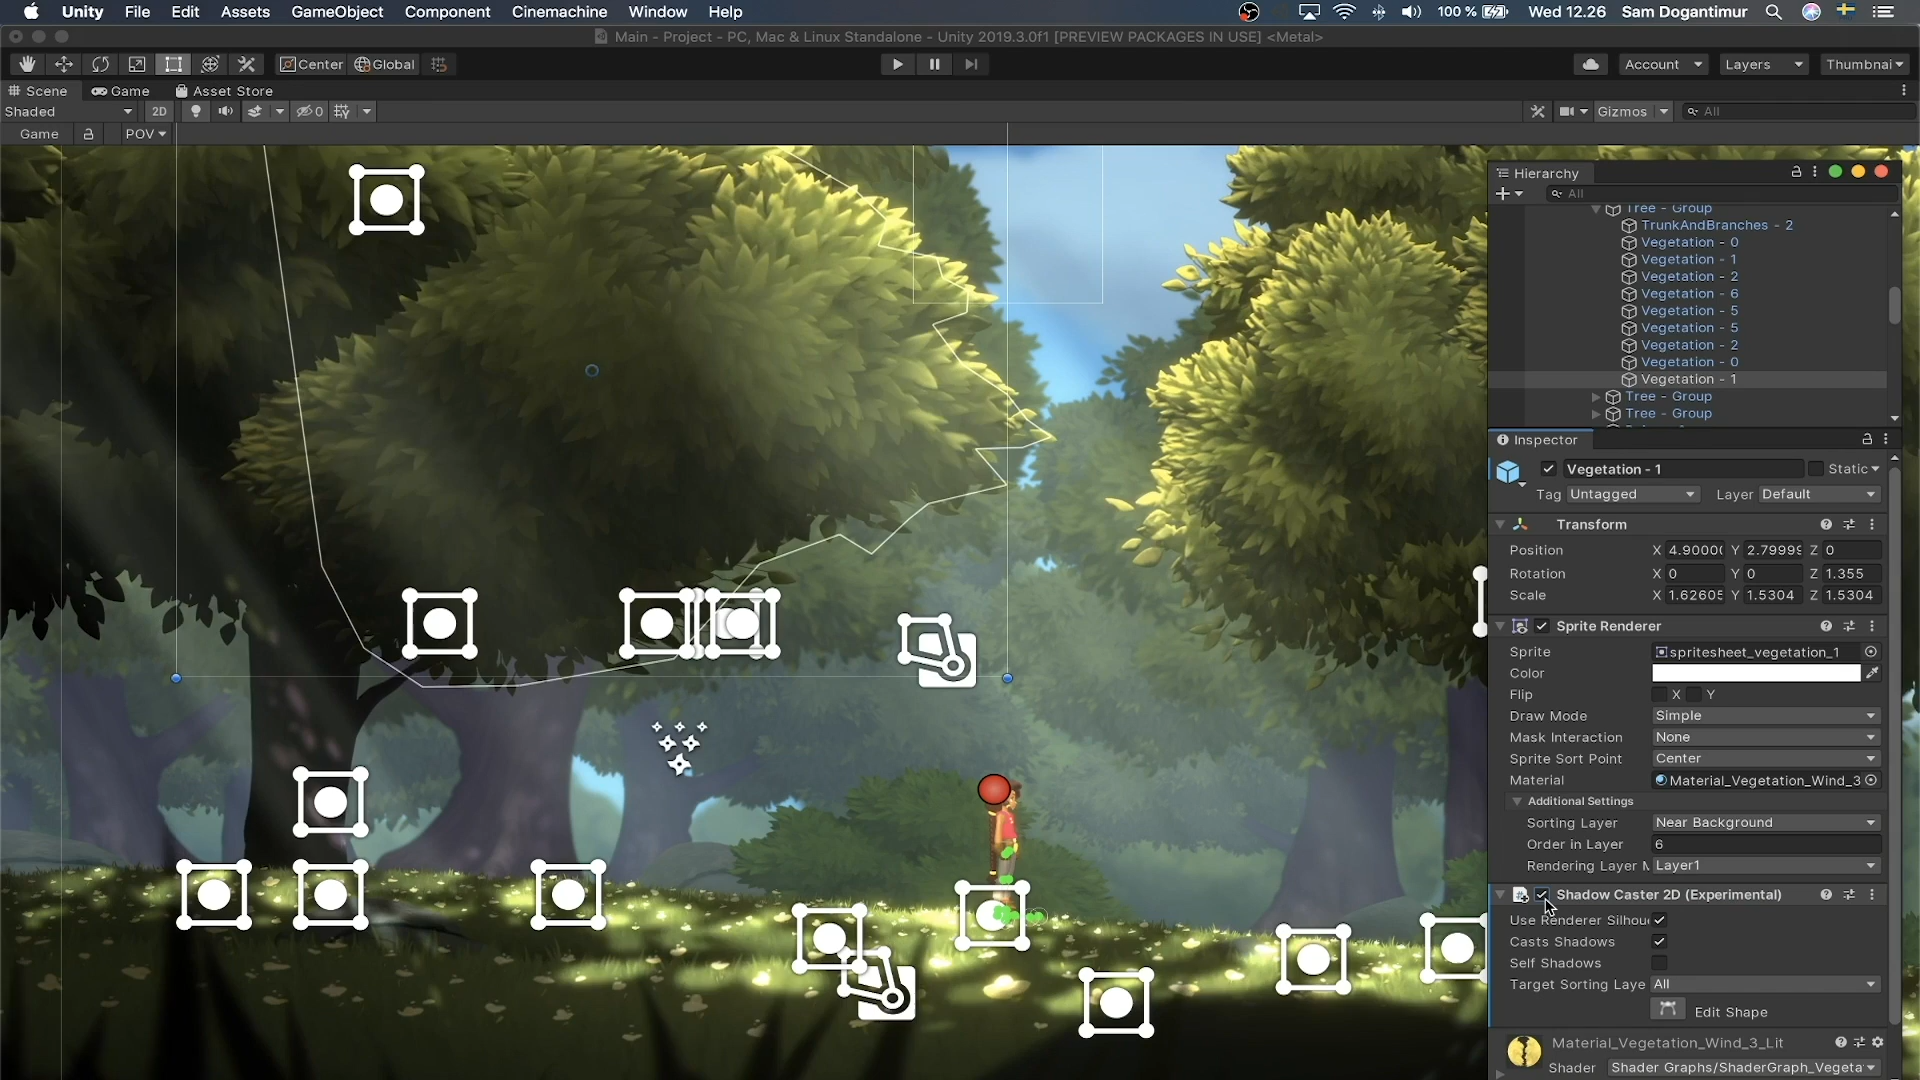 Unity File Edit Assets GameObject Component Cinemachine Window Help 100 % Wed 12.26 Sam Dogantimur
Main - Project - PC, Mac & Linux Standalone - Unity 2019.3.0f1 [PREVIEW PACKAGES IN USE] <Metal>
Center Global Account Layers Thumbnai
Scene Game Asset Store
Shaded 2D 0 Gizmos All
Game POV
Hierarchy
All
Tree - Group
TrunkAndBranches - 2
Vegetation - 0
Vegetation - 1
Vegetation - 2
Vegetation - 6
Vegetation - 5
Vegetation - 5
Vegetation - 2
Vegetation - 0
Vegetation - 1
Tree - Group
Tree - Group
Inspector
Vegetation - 1 Static
Tag Untagged Layer Default
Transform
Position X 4.9000( Y 2.7999 Z 0
Rotation X 0 Y 0 Z 1.355
Scale X 1.62605 Y 1.5304 Z 1.5304
Sprite Renderer
Sprite spritesheet_vegetation_1
Color
Flip X Y
Draw Mode Simple
Mask Interaction None
Sprite Sort Point Center
Material Material_Vegetation_Wind_3
Additional Settings
Sorting Layer Near Background
Order in Layer 6
Rendering Layer M Layer1
Shadow Caster 2D (Experimental)
Use Renderer Silhou
Casts Shadows
Self Shadows
Target Sorting Laye All
Edit Shape
Material_Vegetation_Wind_3_Lit
Shader Shader Graphs/ShaderGraph_Vegeta